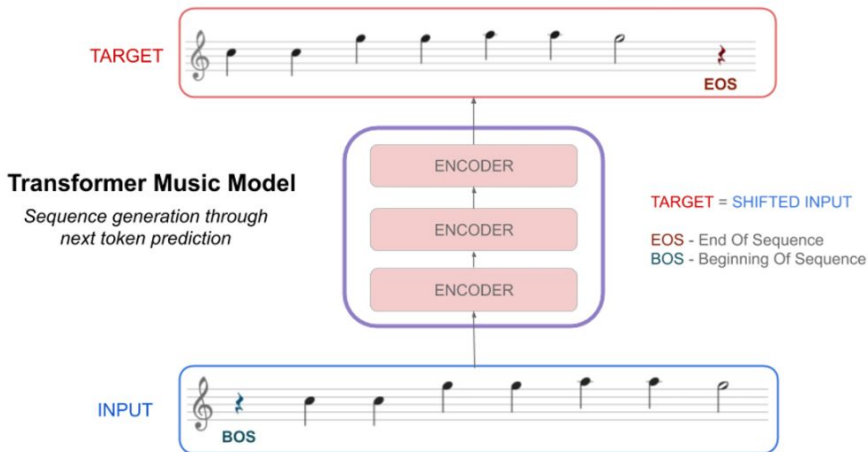 TARGET
EOS
Transformer Music Model
Sequence generation through
next token prediction
ENCODER
ENCODER
ENCODER
TARGET = SHIFTED INPUT
EOS - End Of Sequence
BOS - Beginning Of Sequence
INPUT
BOS